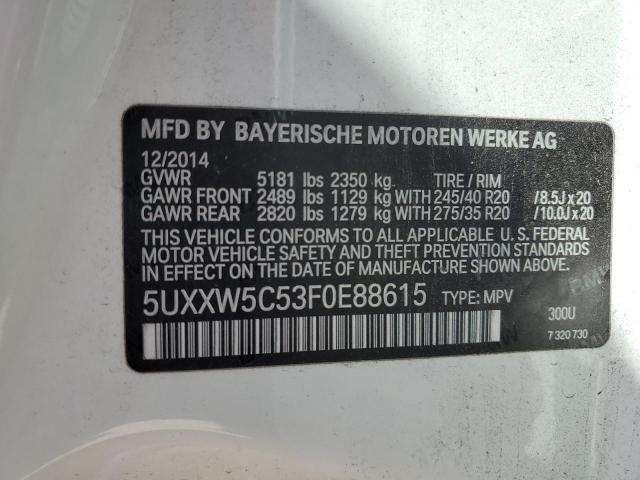 MFD BY BAYERISCHE MOTOREN WERKE AG
12/2014
GVWR 5181 lbs 2350 kg TIRE / RIM
GAWR FRONT 2489 lbs 1129 kg WITH 245/40 R20 /8.5J x 20
GAWR REAR 2820 lbs 1279 kg WITH 275/35 R20 /10.0J x 20
THIS VEHICLE CONFORMS TO ALL APPLICABLE U. S. FEDERAL
MOTOR VEHICLE SAFETY AND THEFT PREVENTION STANDARDS
IN EFFECT ON THE DATE OF MANUFACTURE SHOWN ABOVE.
5UXXW5C53F0E88615 TYPE: MPV
300U
7 320 730